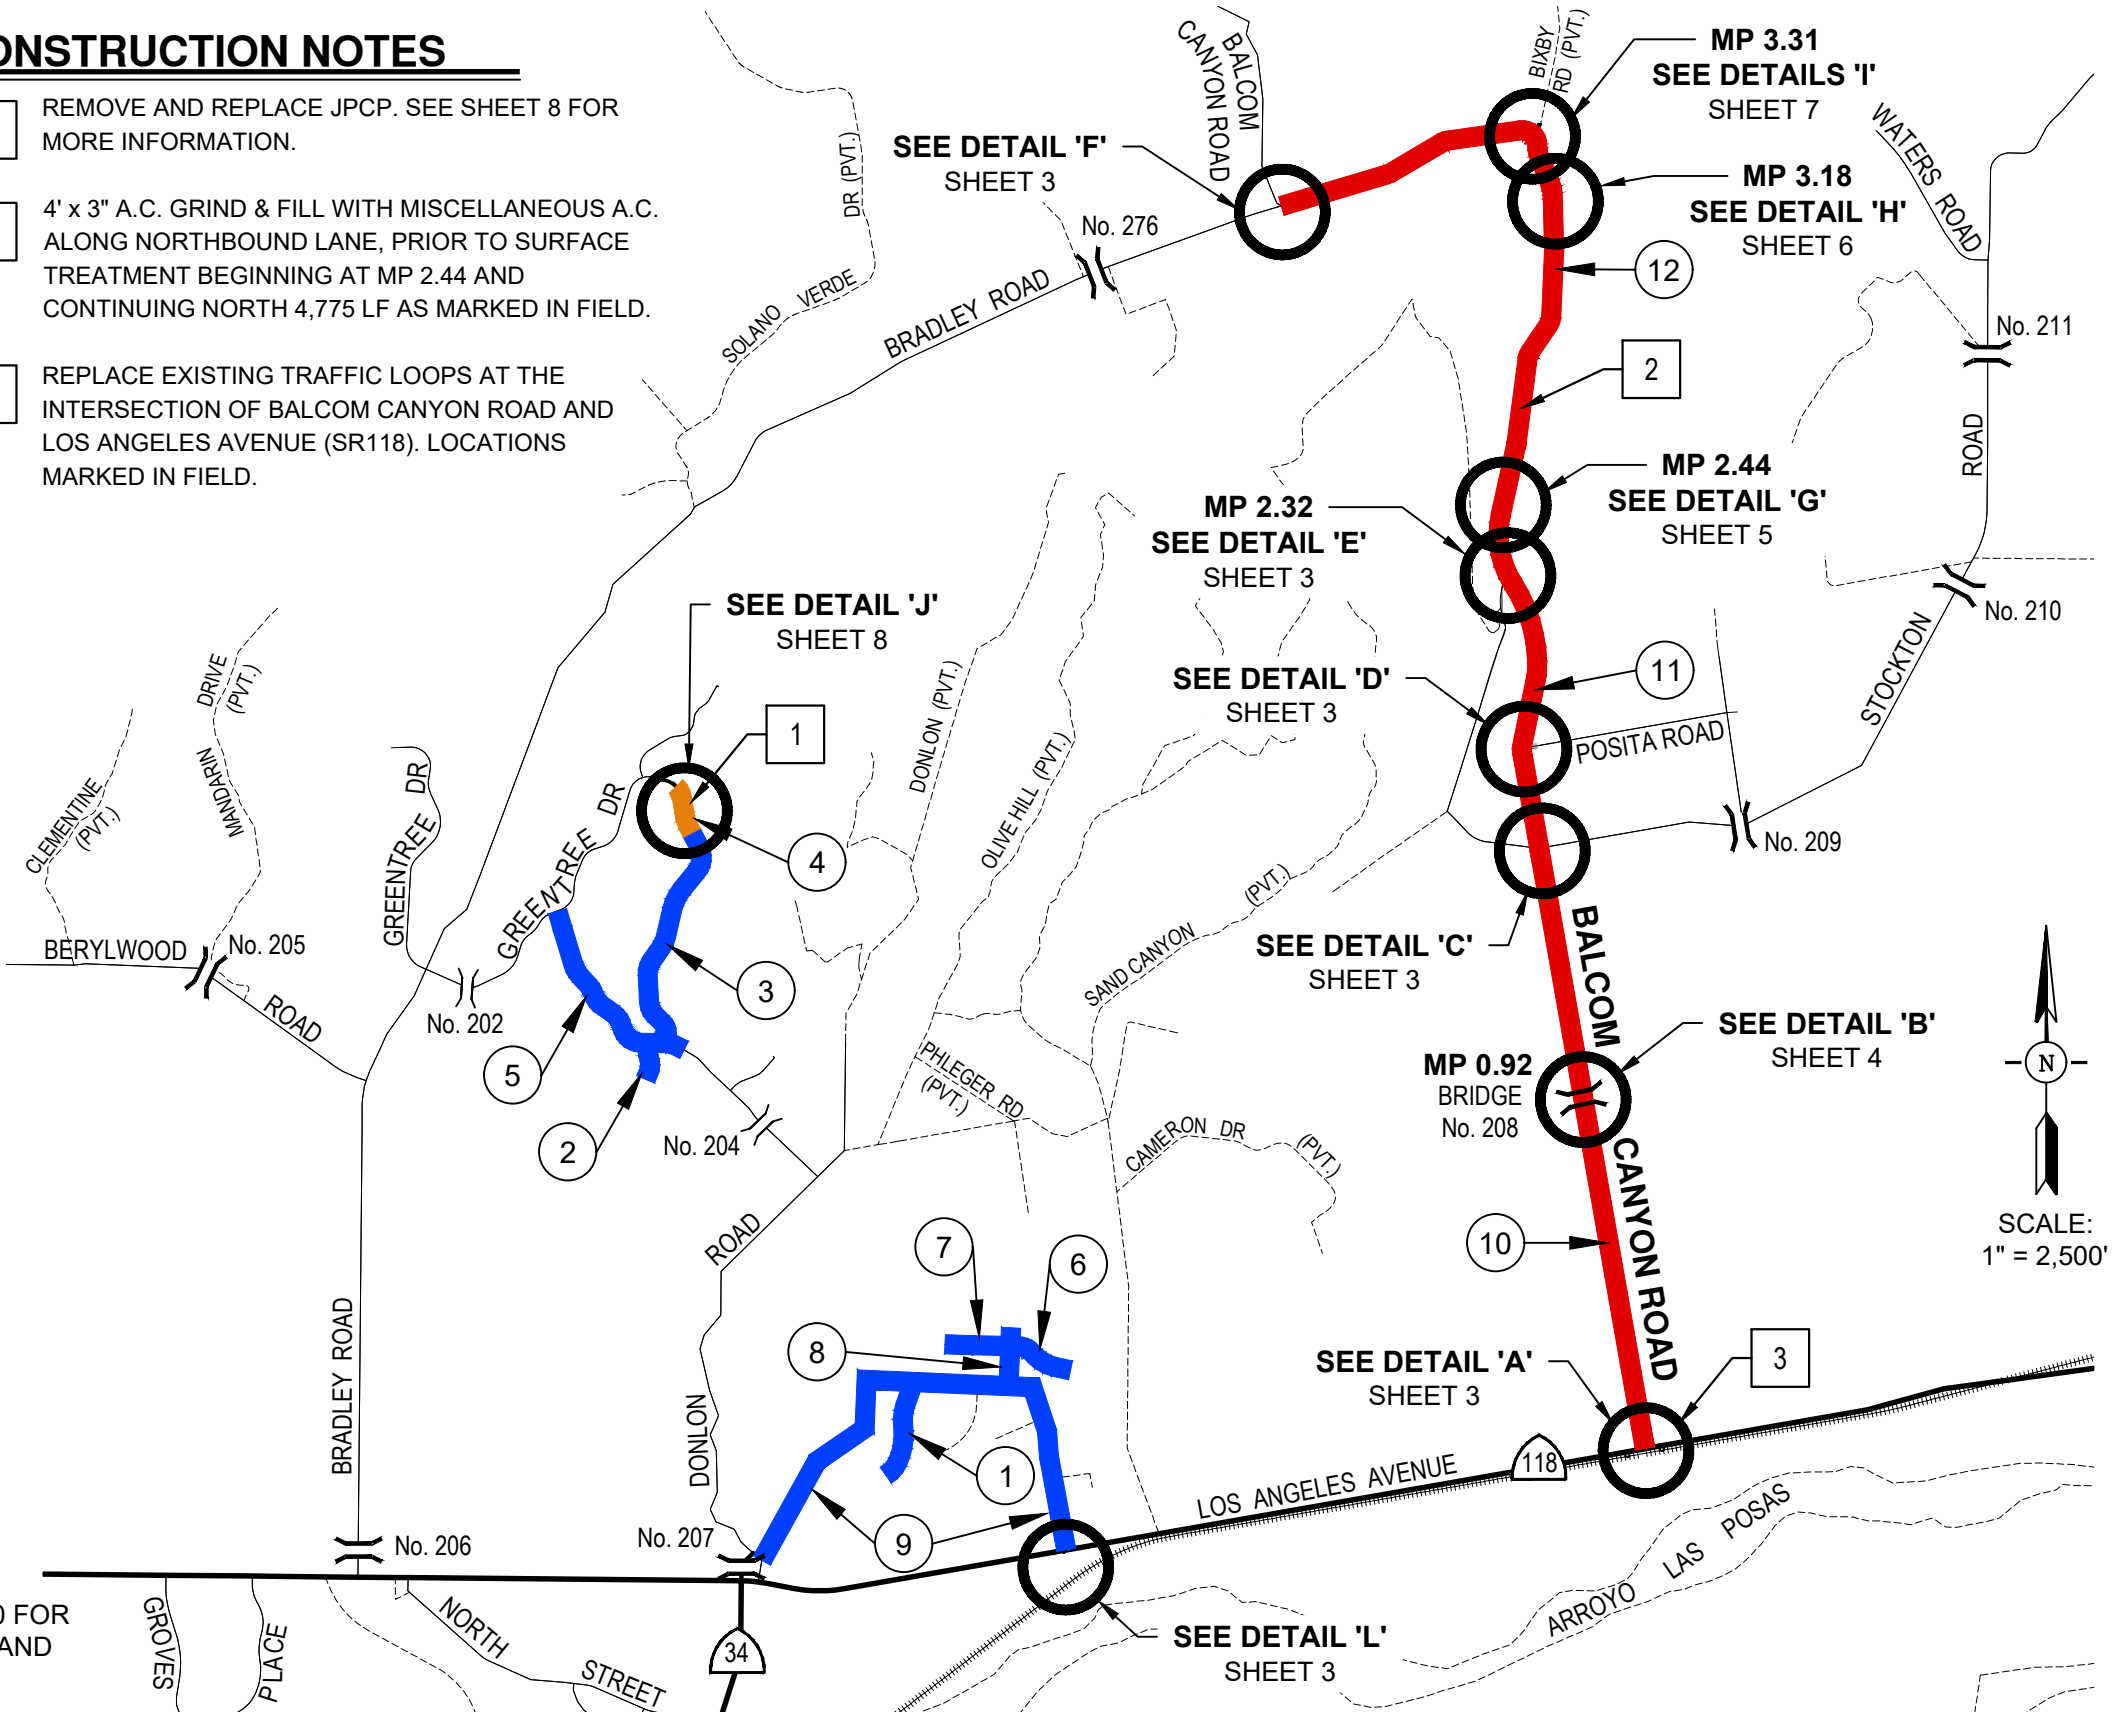 ONSTRUCTION NOTES
REMOVE AND REPLACE JPCP. SEE SHEET 8 FOR
MORE INFORMATION.
4' x 3" A.C. GRIND & FILL WITH MISCELLANEOUS A.C.
ALONG NORTHBOUND LANE, PRIOR TO SURFACE
TREATMENT BEGINNING AT MP 2.44 AND
CONTINUING NORTH 4,775 LF AS MARKED IN FIELD.
REPLACE EXISTING TRAFFIC LOOPS AT THE
INTERSECTION OF BALCOM CANYON ROAD AND
LOS ANGELES AVENUE (SR118). LOCATIONS
MARKED IN FIELD.
BALCOM
CANYON ROAD
BIXBY
RD (PVT.)
MP 3.31
SEE DETAILS 'I'
SHEET 7
SEE DETAIL 'F'
SHEET 3
MP 3.18
SEE DETAIL 'H'
SHEET 6
WATERS ROAD
DR (PVT.)
SOLANO VERDE
No. 276
BRADLEY ROAD
12
2
No. 211
ROAD
MP 2.44
SEE DETAIL 'G'
SHEET 5
MP 2.32
SEE DETAIL 'E'
SHEET 3
No. 210
STOCKTON
SEE DETAIL 'J'
SHEET 8
SEE DETAIL 'D'
SHEET 3
11
POSITA ROAD
No. 209
DRIVE
(PVT.)
MANDARIN
CLEMENTINE
(PVT.)
GREENTREE DR
GREENTREE DR
1
4
DONLON (PVT.)
OLIVE HILL (PVT.)
SAND CANYON (PVT.)
SEE DETAIL 'C'
SHEET 3
BERYLWOOD
No. 205
ROAD
No. 202
3
5
2
No. 204
PHLEGER RD
(PVT.)
CAMERON DR (PVT.)
BALCOM
CANYON ROAD
MP 0.92
BRIDGE
No. 208
SEE DETAIL 'B'
SHEET 4
N
SCALE:
1" = 2,500'
10
ROAD
DONLON
BRADLEY ROAD
7
6
8
1
9
SEE DETAIL 'A'
SHEET 3
3
LOS ANGELES AVENUE
118
ARROYO LAS POSAS
No. 206
No. 207
34
SEE DETAIL 'L'
SHEET 3
0 FOR
AND
GROVES
PLACE
NORTH
STREET